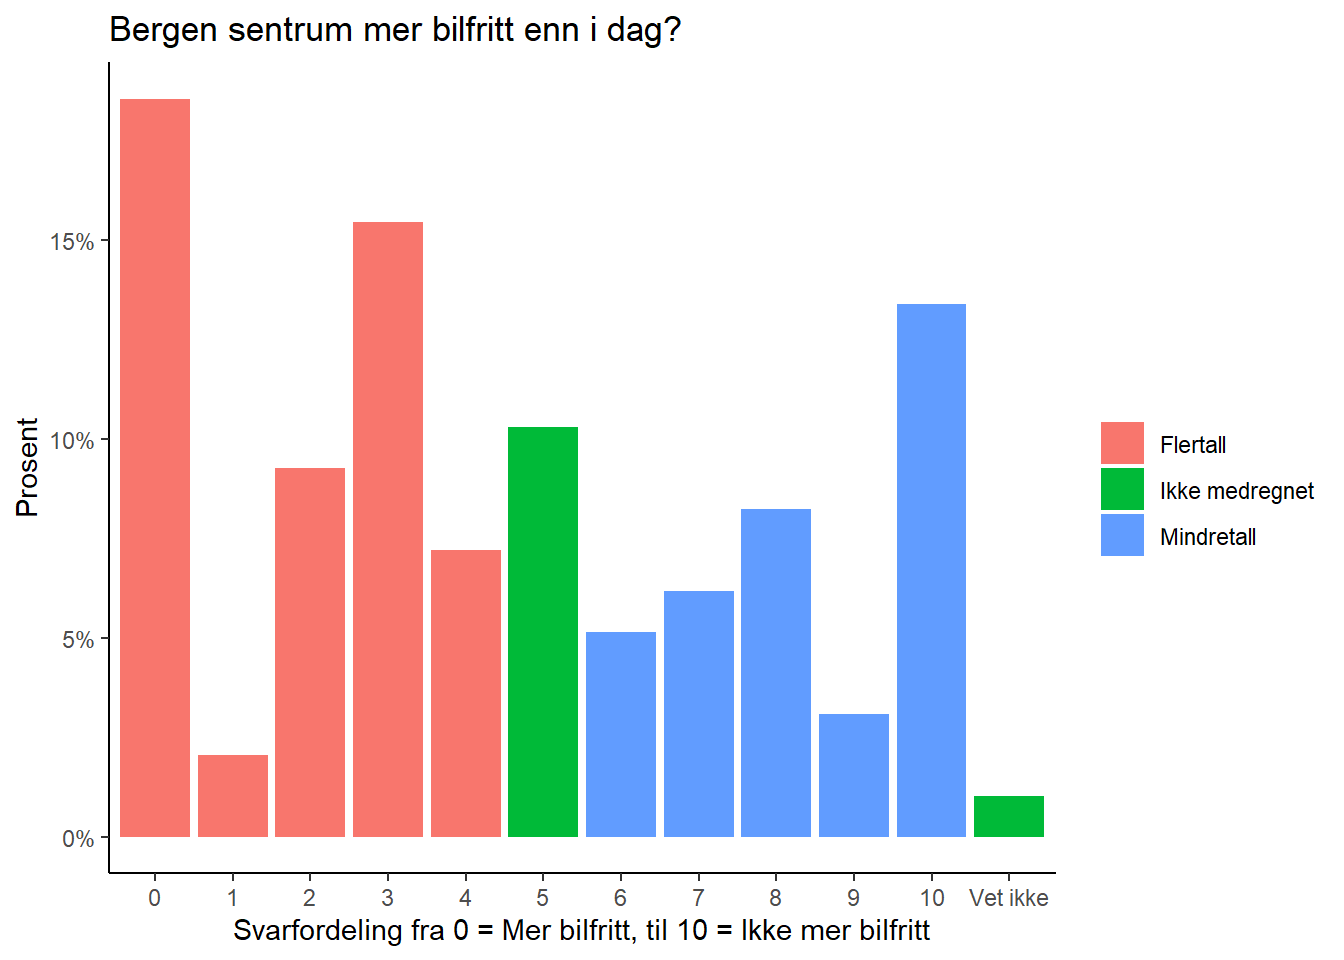 Bergen sentrum mer bilfritt enn i dag?
Prosent
15%
10%
5%
0%
0 1 2 3 4 5 6 7 8 9 10 Vet ikke
Svarfordeling fra 0 = Mer bilfritt, til 10 = Ikke mer bilfritt
Flertall
Ikke medregnet
Mindretall